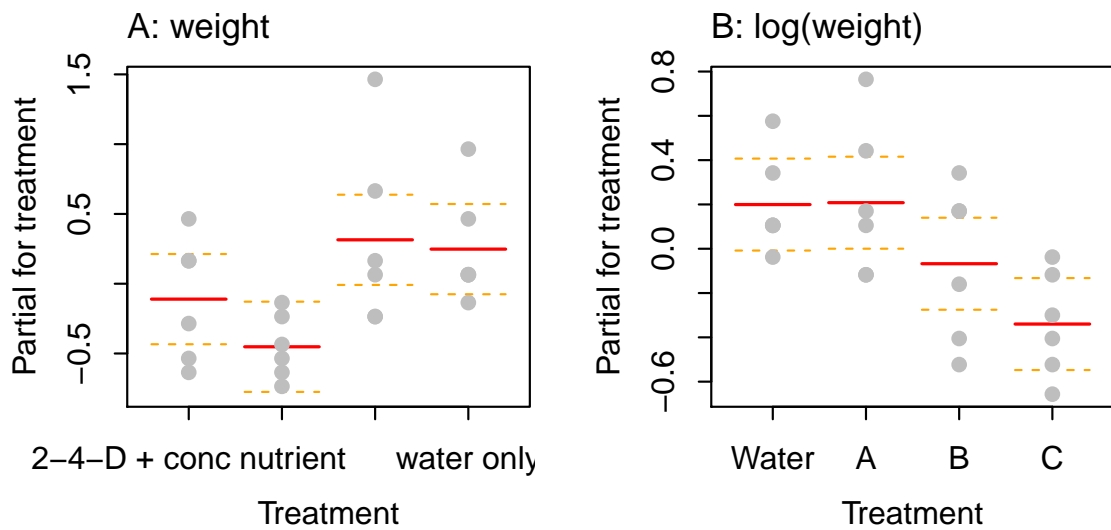 A: weight
Partial for treatment
1.5
0.5
−0.5
2−4−D + conc nutrient
water only
Treatment
B: log(weight)
Partial for treatment
0.8
0.4
0.0
−0.6
Water
A
B
C
Treatment